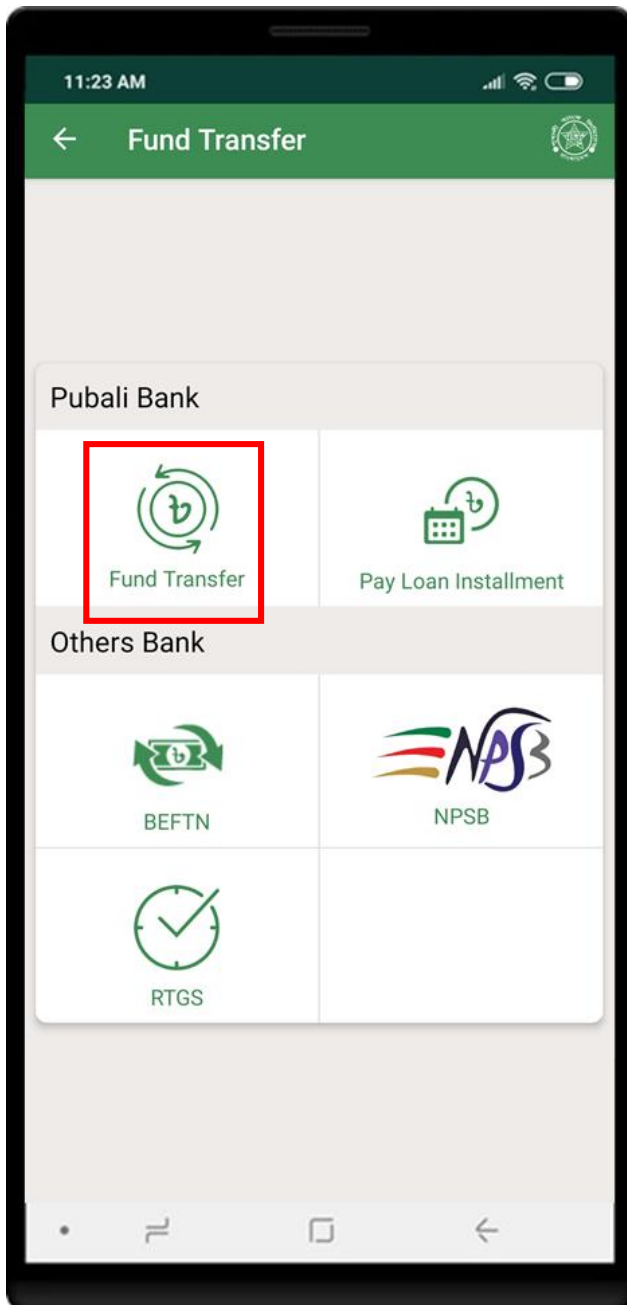 11:23 AM
Fund Transfer
Pubali Bank
৳
Fund Transfer
৳
Pay Loan Installment
Others Bank
৳
BEFTN
NPSB
NPSB
RTGS